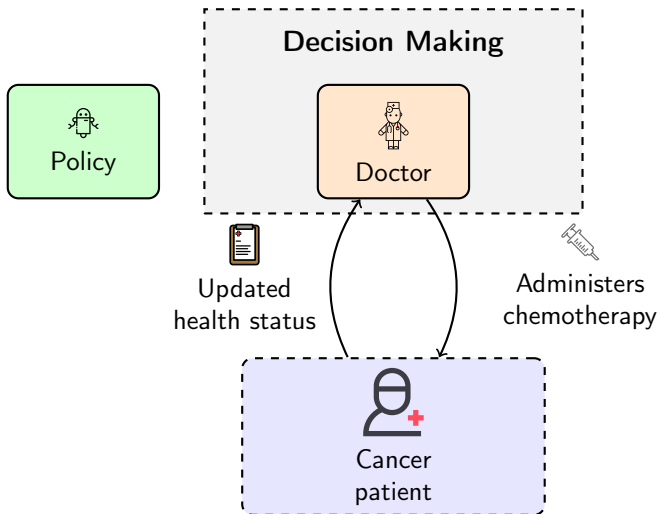 Decision Making
Policy
Doctor
Updated
health status
Administers
chemotherapy
Cancer
patient